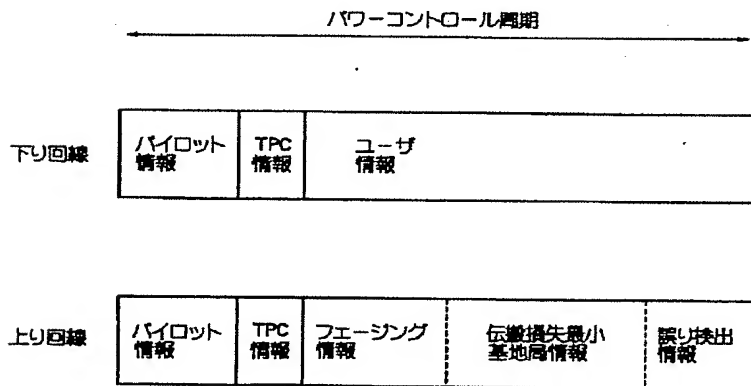 パワーコントロール周期
下り回線
パイロット
情報
TPC
情報
ユーザ
情報
上り回線
パイロット
情報
TPC
情報
フェージング
情報
伝搬損失最小
基地局情報
誤り検出
情報